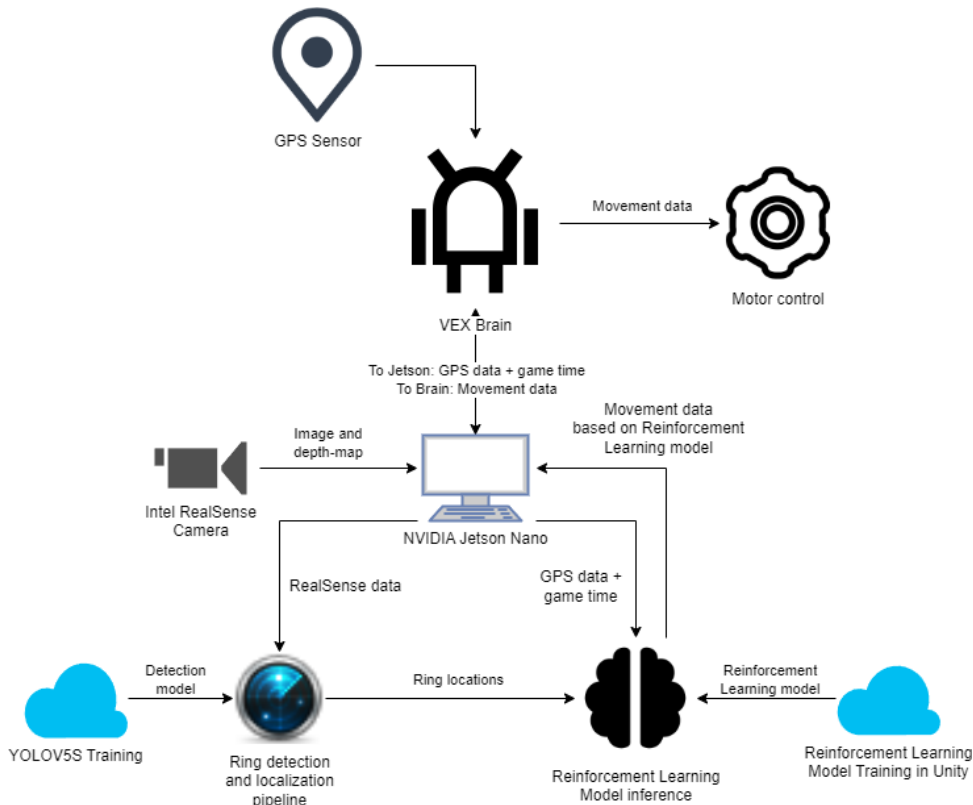 GPS Sensor
Movement data
Motor control
VEX Brain
To Jetson: GPS data + game time
To Brain: Movement data
Movement data
based on Reinforcement
Learning model
Image and
depth-map
Intel RealSense
Camera
NVIDIA Jetson Nano
RealSense data
GPS data +
game time
Detection
model
Ring locations
Reinforcement
Learning model
YOLOV5S Training
Ring detection
and localization
pipeline
Reinforcement Learning
Model inference
Reinforcement Learning
Model Training in Unity